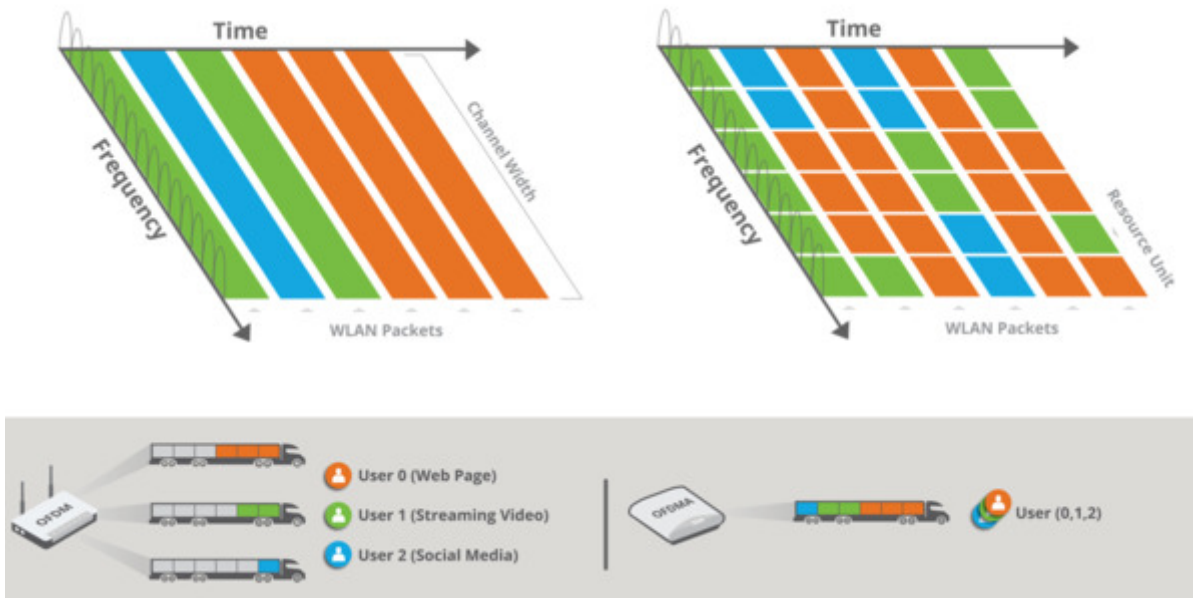 Time
Frequency
Channel Width
WLAN Packets
Time
Frequency
Resource Unit
WLAN Packets
OFDM
User 0 (Web Page)
User 1 (Streaming Video)
User 2 (Social Media)
OFDMA
User (0,1,2)